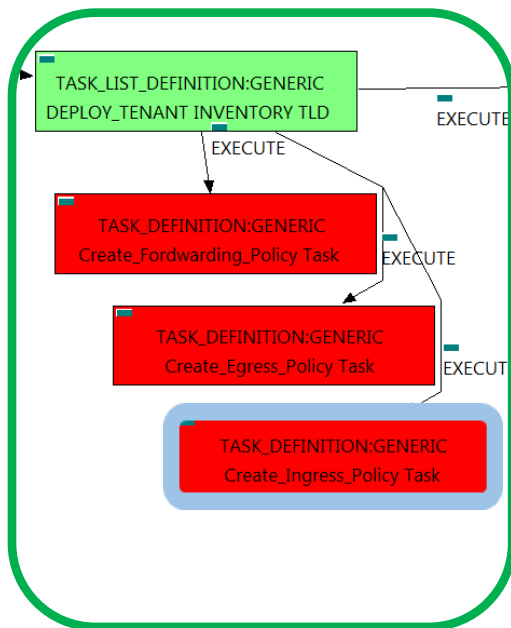 TASK_LIST_DEFINITION:GENERIC
DEPLOY_TENANT INVENTORY TLD
EXECUTE
EXECUTE
TASK_DEFINITION:GENERIC
Create_Fordwarding_Policy Task
EXECUTE
TASK_DEFINITION:GENERIC
Create_Egress_Policy Task
EXECUT
TASK_DEFINITION:GENERIC
Create_Ingress_Policy Task